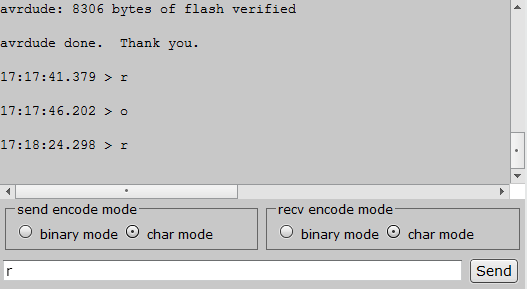 avrdude: 8306 bytes of flash verified
avrdude done.  Thank you.
17:17:41.379 > r
17:17:46.202 > o
17:18:24.298 > r
send encode mode
binary mode char mode
recv encode mode
binary mode char mode
r
Send